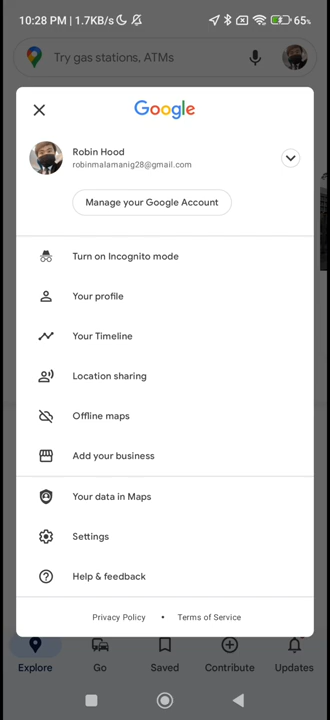 10:28 PM | 1.7KB/s 65%
Try gas stations, ATMs
Google
Robin Hood
robinmalamanig28@gmail.com
Manage your Google Account
Turn on Incognito mode
Your profile
Your Timeline
Location sharing
Offline maps
Add your business
Your data in Maps
Settings
Help & feedback
Privacy Policy • Terms of Service
Explore Go Saved Contribute Updates